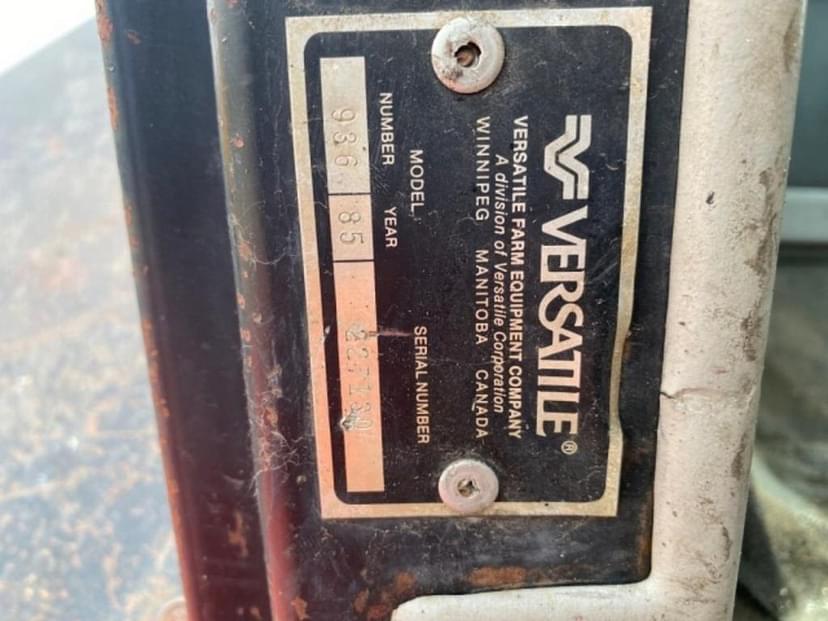 VERSATILE®
VERSATILE FARM EQUIPMENT COMPANY
A division of Versatile Corporation
WINNIPEG MANITOBA CANADA
MODEL SERIAL NUMBER
NUMBER YEAR
936 85